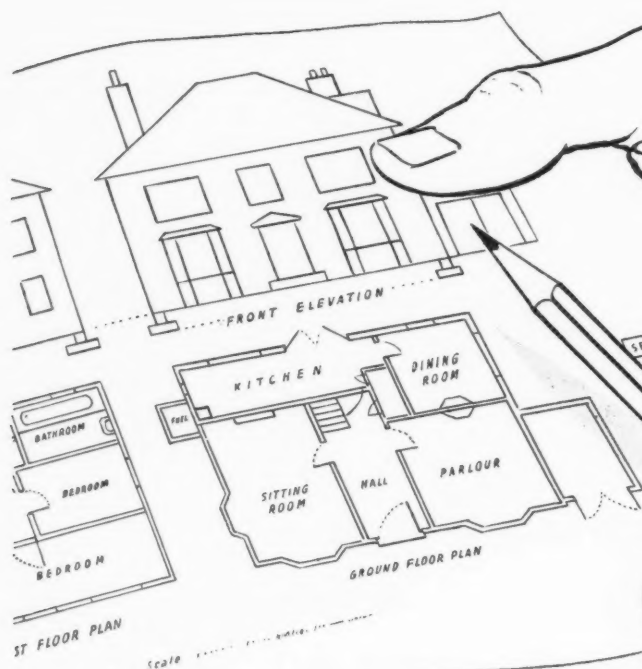 FRONT ELEVATION
KITCHEN
DINING
ROOM
FUEL
BATHROOM
BEDROOM
SITTING
ROOM
HALL
PARLOUR
BEDROOM
GROUND FLOOR PLAN
ST FLOOR PLAN
Scale